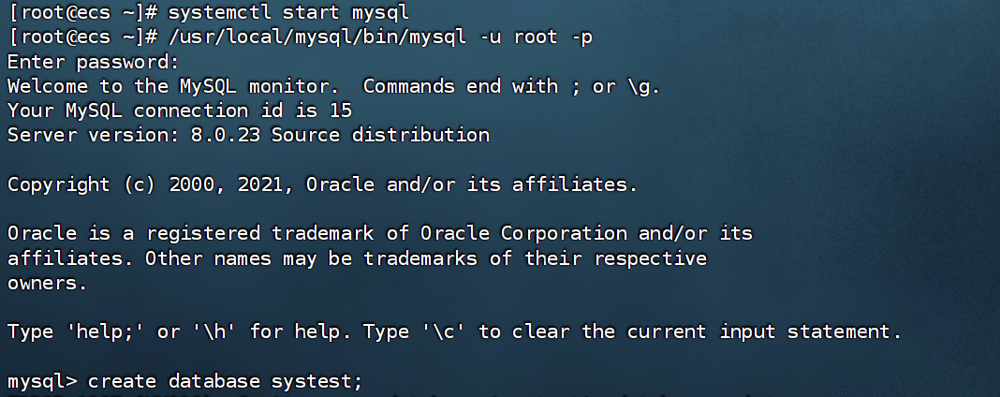 [root@ecs ~]# systemctl start mysql
[root@ecs ~]# /usr/local/mysql/bin/mysql -u root -p
Enter password:
Welcome to the MySQL monitor.  Commands end with ; or \g.
Your MySQL connection id is 15
Server version: 8.0.23 Source distribution

Copyright (c) 2000, 2021, Oracle and/or its affiliates.

Oracle is a registered trademark of Oracle Corporation and/or its
affiliates. Other names may be trademarks of their respective
owners.

Type 'help;' or '\h' for help. Type '\c' to clear the current input statement.

mysql> create database systest;